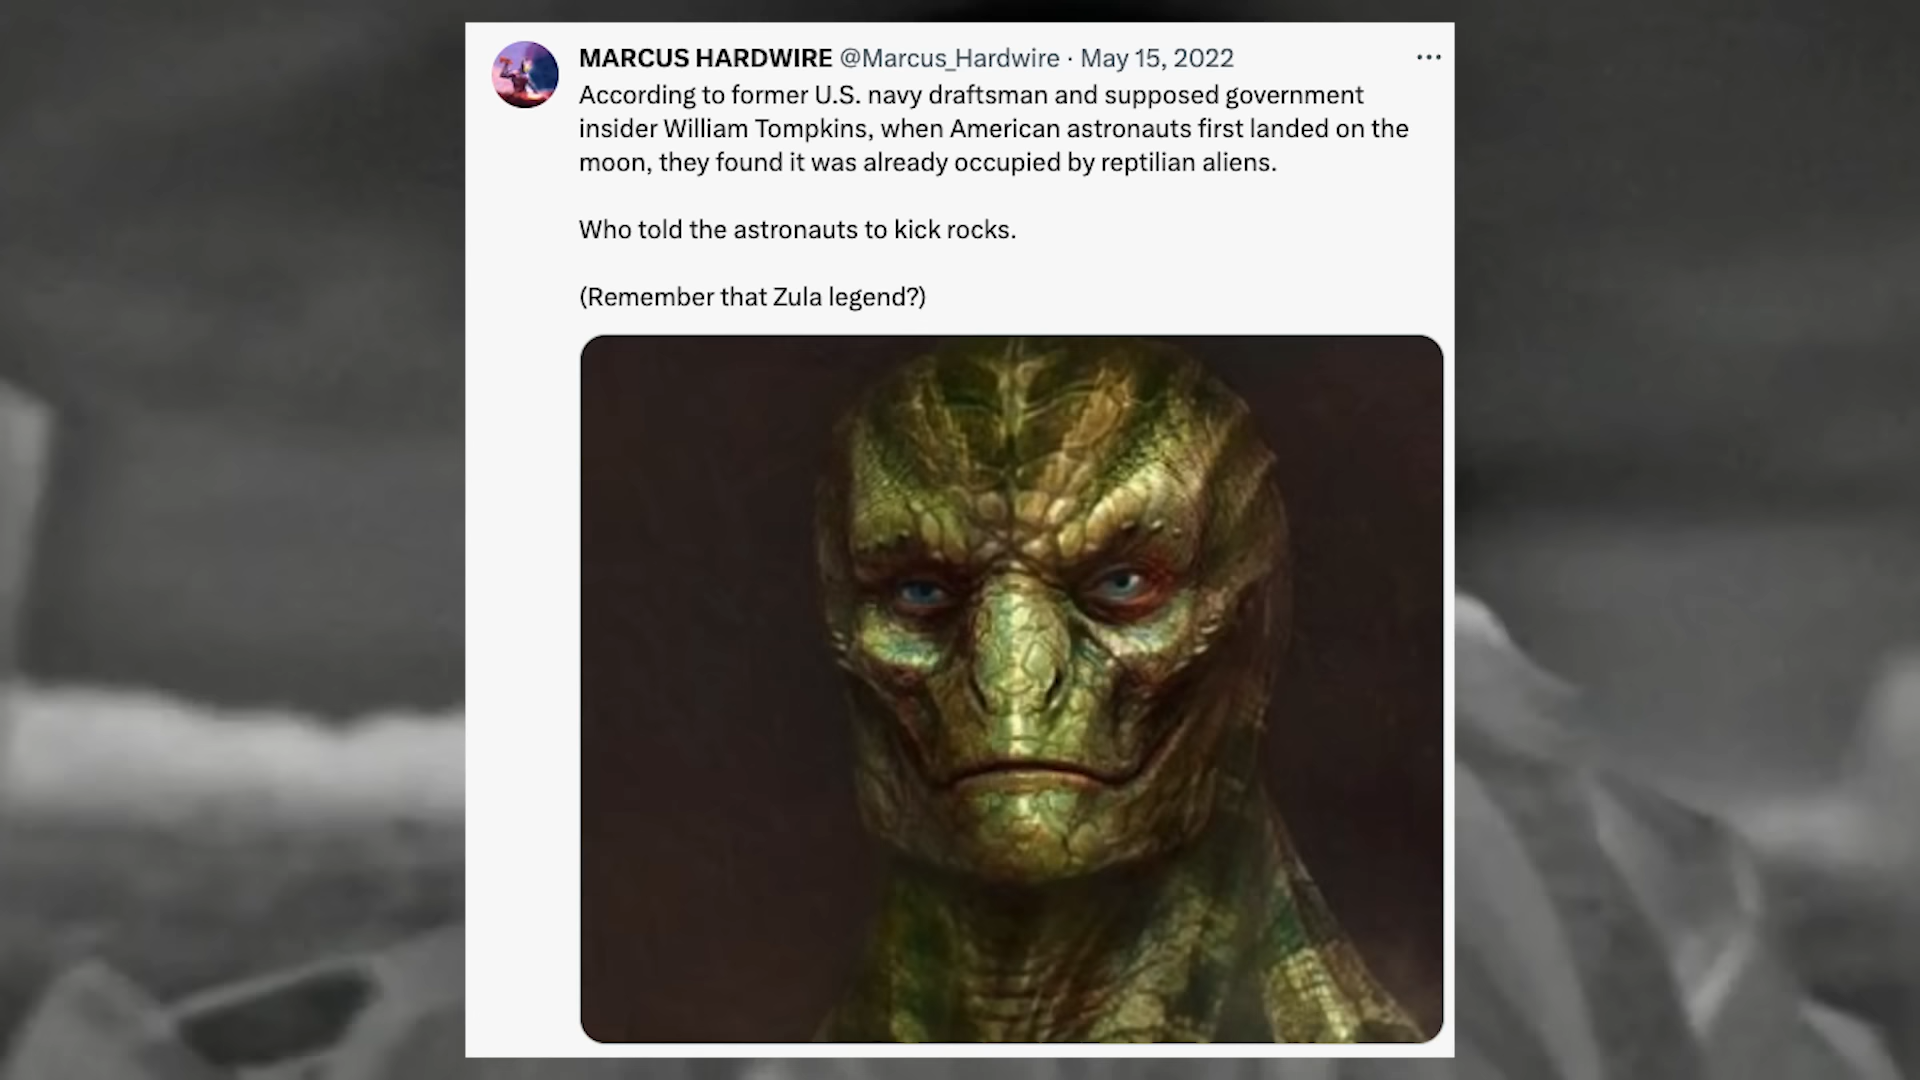 MARCUS HARDWIRE @Marcus_Hardwire · May 15, 2022
According to former U.S. navy draftsman and supposed government
insider William Tompkins, when American astronauts first landed on the
moon, they found it was already occupied by reptilian aliens.
Who told the astronauts to kick rocks.
(Remember that Zula legend?)